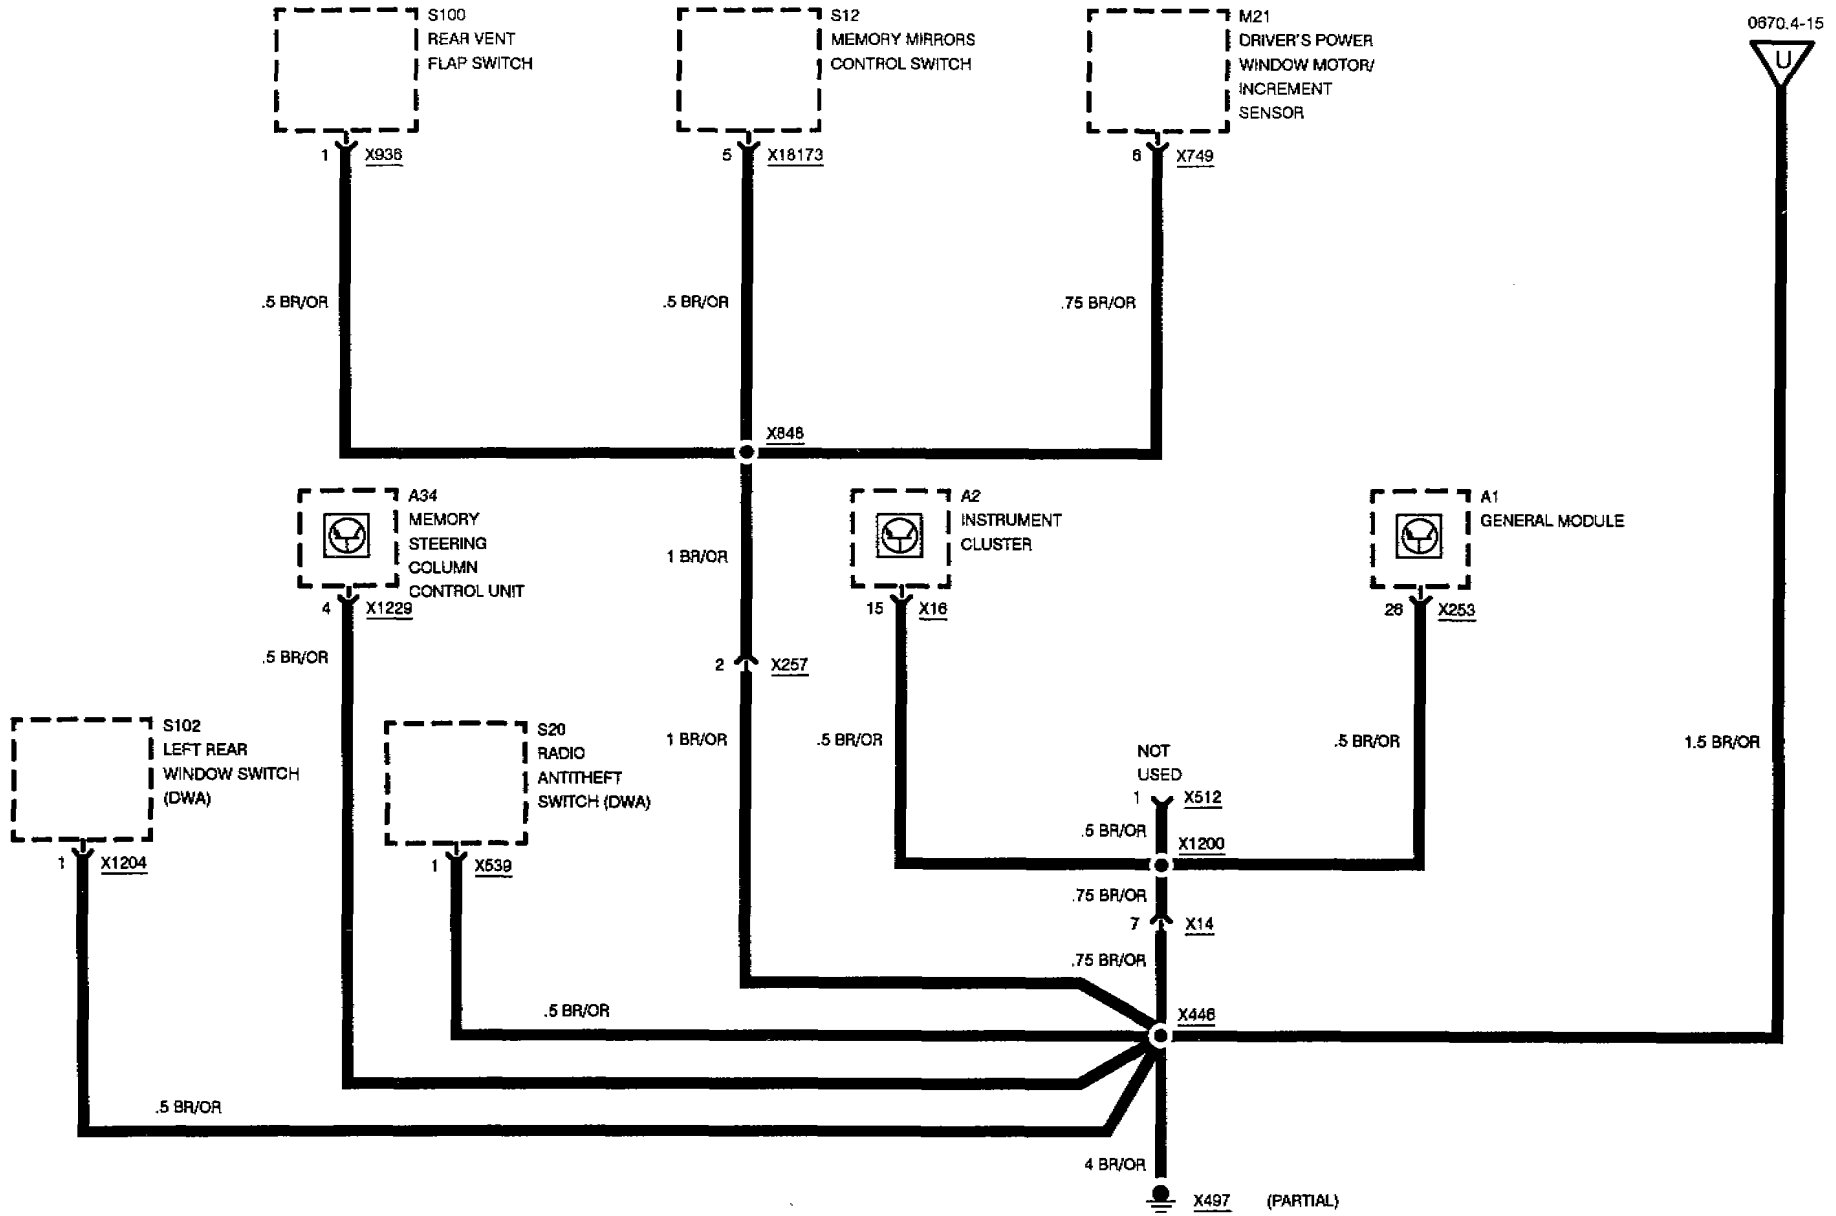 S100
REAR VENT
FLAP SWITCH
S12
MEMORY MIRRORS
CONTROL SWITCH
M21
DRIVER'S POWER
WINDOW MOTOR/
INCREMENT
SENSOR
0670.4-15
U
1 X936
5 X18173
6 X749
.5 BR/OR
.5 BR/OR
.75 BR/OR
X848
A34
MEMORY
STEERING
COLUMN
CONTROL UNIT
1 BR/OR
A2
INSTRUMENT
CLUSTER
A1
GENERAL MODULE
4 X1229
15 X16
26 X253
.5 BR/OR
2 X257
S102
LEFT REAR
WINDOW SWITCH
(DWA)
S20
RADIO
ANTITHEFT
SWITCH (DWA)
1 BR/OR
.5 BR/OR
.5 BR/OR
1.5 BR/OR
NOT
USED
1 X512
.5 BR/OR
X1200
1 X1204
1 X539
.75 BR/OR
7 X14
.75 BR/OR
.5 BR/OR
X446
.5 BR/OR
4 BR/OR
X497 (PARTIAL)